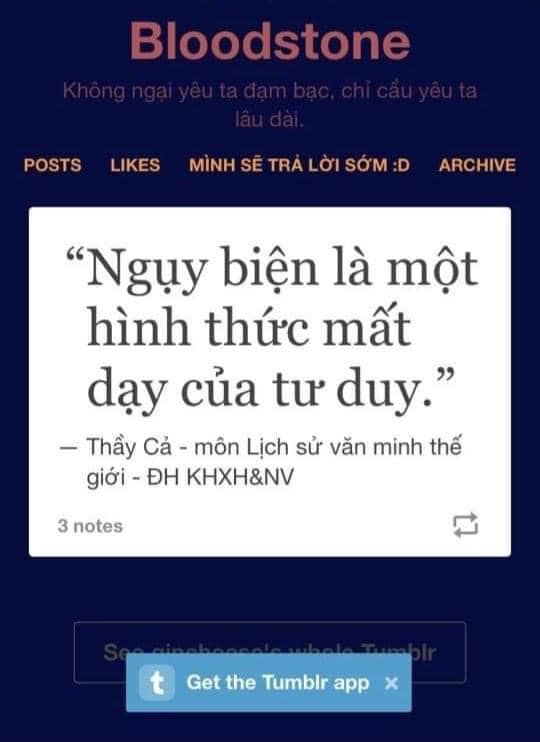 Bloodstone
Không ngại yêu ta đạm bạc, chỉ cầu yêu ta
lâu dài.
POSTS LIKES MÌNH SẼ TRẢ LỜI SỚM :D ARCHIVE
“Ngụy biện là một
hình thức mất
dạy của tư duy.”
— Thầy Cả - môn Lịch sử văn minh thế
giới - ĐH KHXH&NV
3 notes
See whole Tumblr
t Get the Tumblr app ×